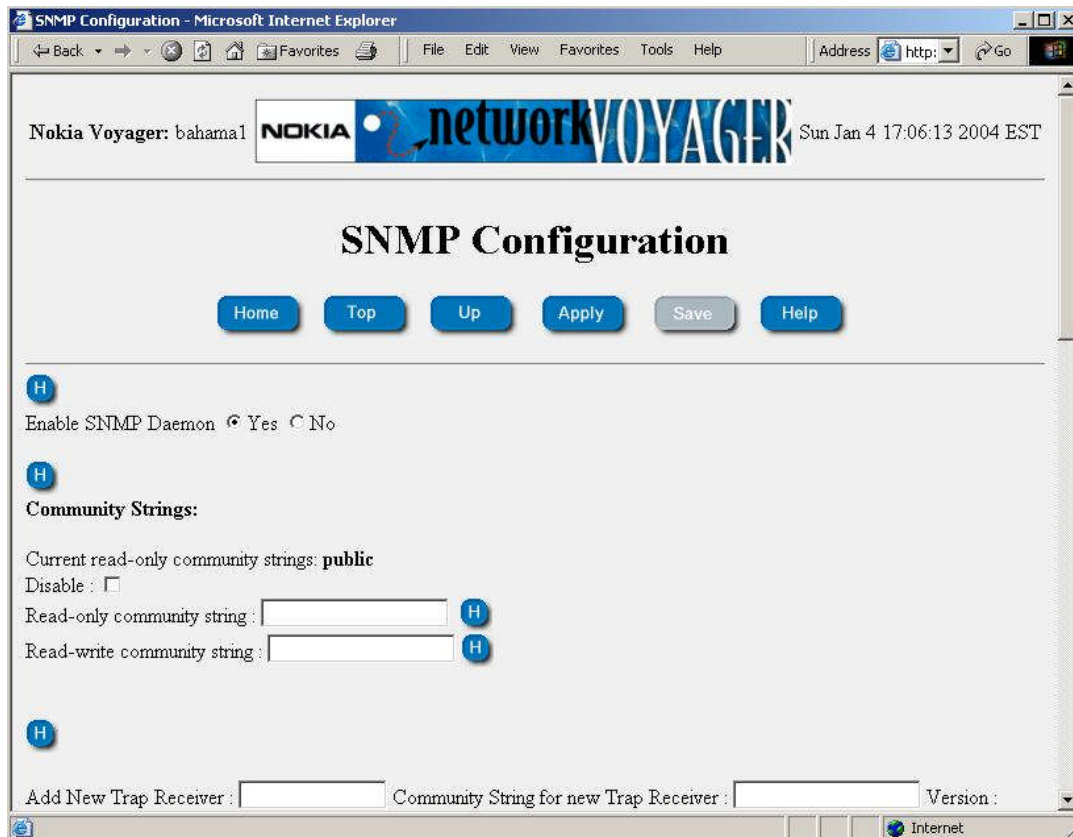 SNMP Configuration - Microsoft Internet Explorer
Back Favorites File Edit View Favorites Tools Help Address http: Go
Nokia Voyager: bahama1 NOKIA network VOYAGER Sun Jan 4 17:06:13 2004 EST
SNMP Configuration
Home Top Up Apply Save Help
H
Enable SNMP Daemon Yes No
H
Community Strings:
Current read-only community strings: public
Disable :
Read-only community string : H
Read-write community string : H
H
Add New Trap Receiver : Community String for new Trap Receiver : Version :
Internet